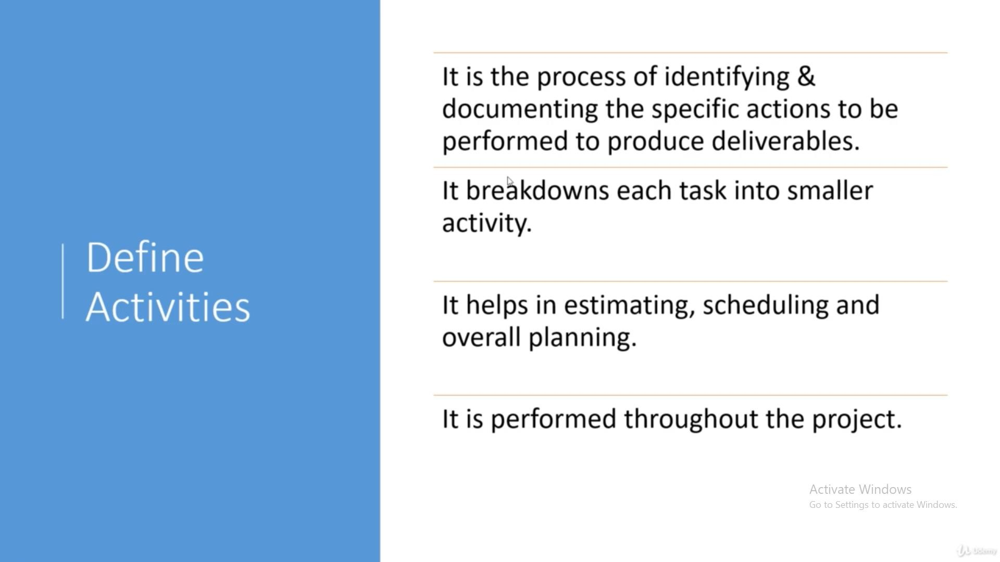 Define
Activities
It is the process of identifying &
documenting the specific actions to be
performed to produce deliverables.
It breakdowns each task into smaller
activity.
It helps in estimating, scheduling and
overall planning.
It is performed throughout the project.
Activate Windows
Go to Settings to activate Windows.
Udemy